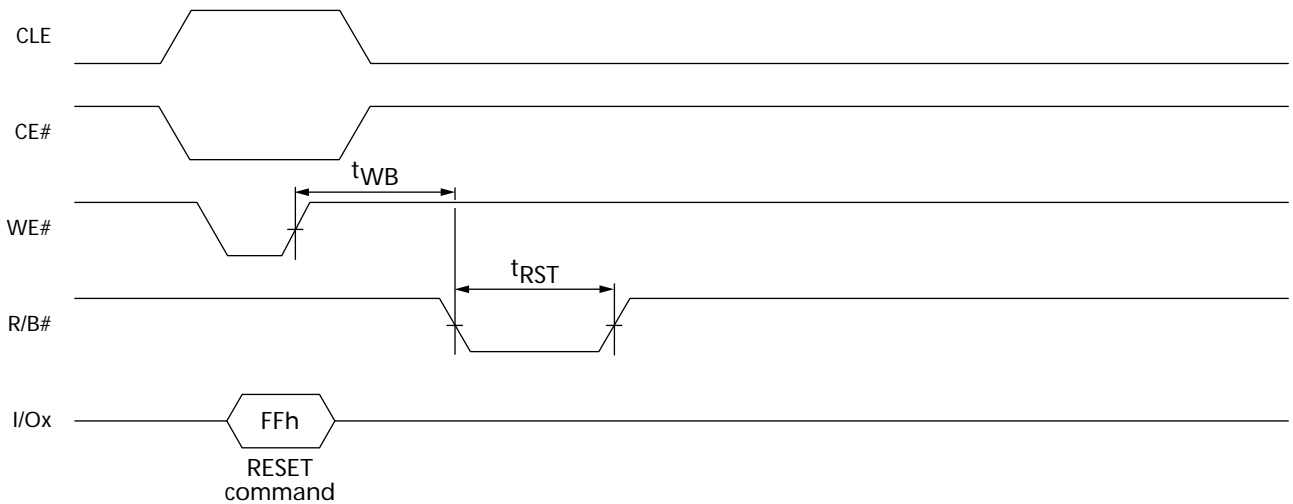 CLE
CE#
tWB
WE#
tRST
R/B#
I/Ox
FFh
RESET
command